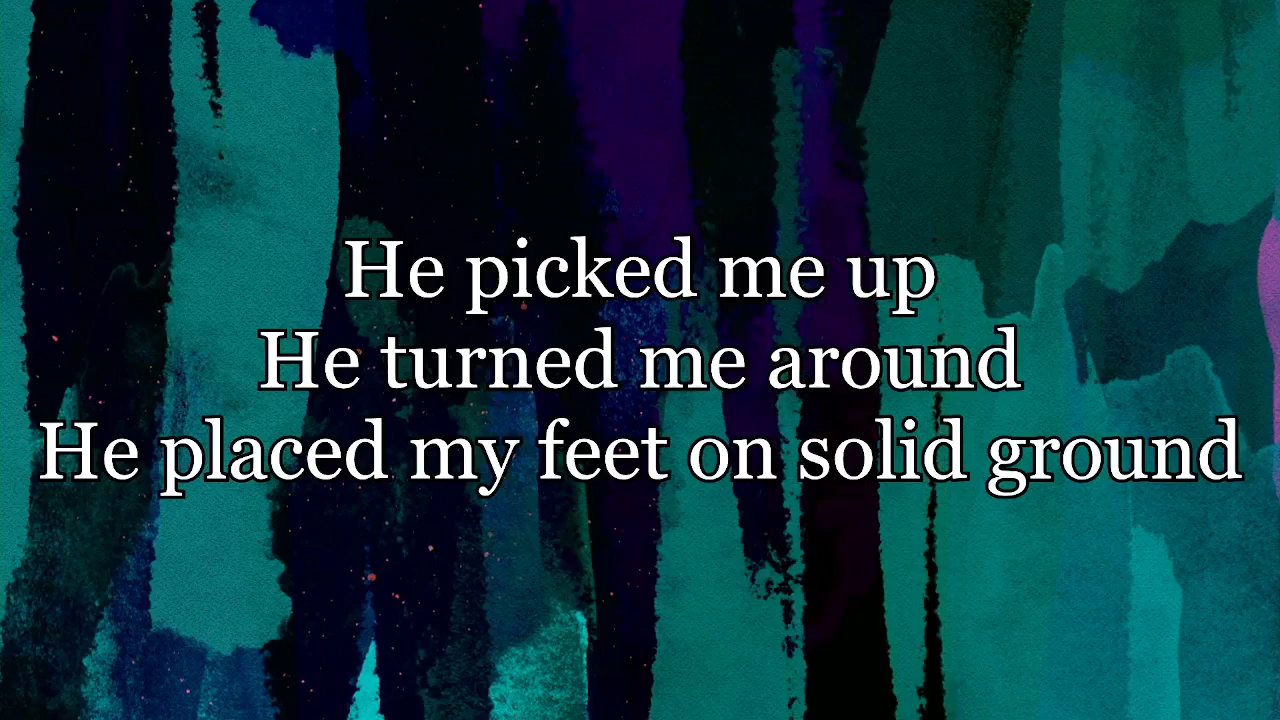 He picked me up
He turned me around
He placed my feet on solid ground